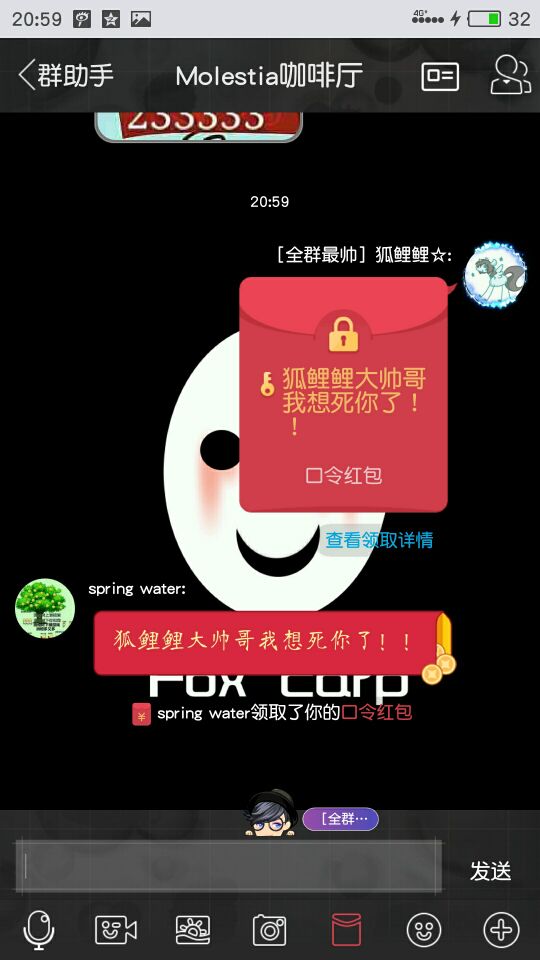 20:59
4G+
32
群助手
Molestia咖啡厅
233333
20:59
[全群最帅] 狐鲤鲤☆:
狐鲤鲤大帅哥
我想死你了！
！
口令红包
查看领取详情
spring water:
狐鲤鲤大帅哥我想死你了！！
Fox Carp
spring water领取了你的口令红包
[全群…
发送